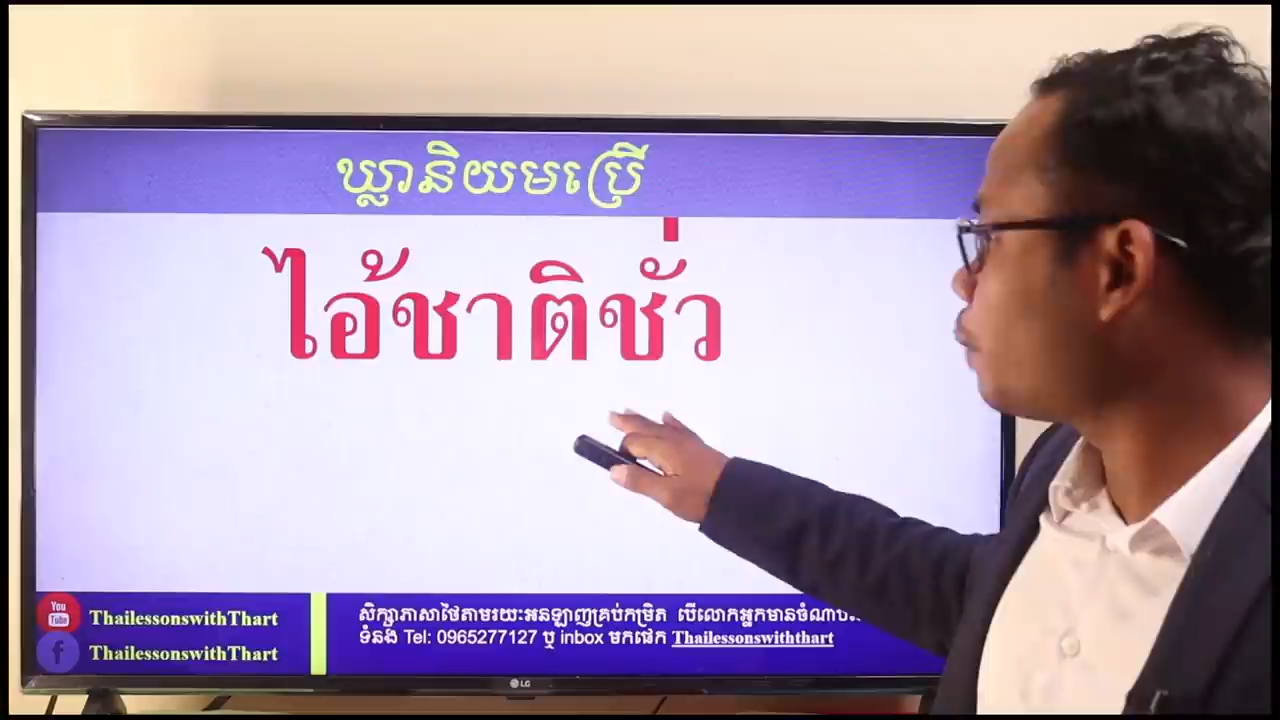 ឃ្លានិយមប្រើ
ไอ้ชาติชั่ว
You
Tube
ThailessonswithThart
f ThailessonswithThart
សិក្សាភាសាថៃតាមរយៈអនឡាញគ្រប់កម្រិត បើលោកអ្នកមានចំណាប់
ទំនង Tel: 0965277127 ឬ inbox មកផេក Thailessonswiththart
LG